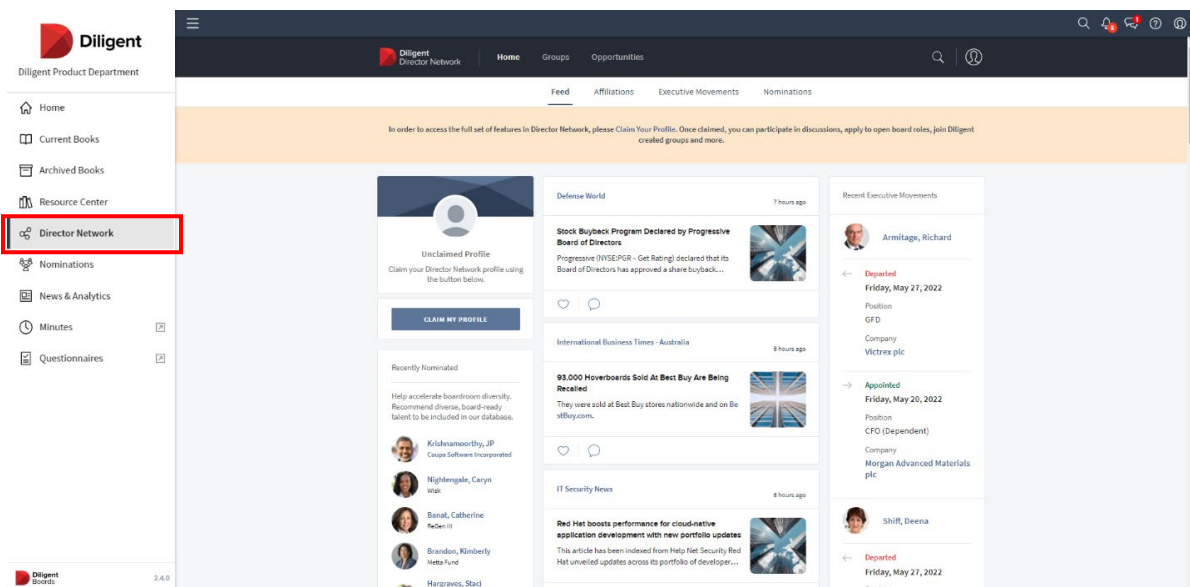 Diligent
Diligent Product Department
Home
Current Books
Archived Books
Resource Center
Director Network
Nominations
News & Analytics
Minutes
Questionnaires
Diligent
Boards
2.4.0
5
Diligent
Director Network
Home
Groups
Opportunities
Feed
Affiliations
Executive Movements
Nominations
In order to access the full set of features in Director Network, please Claim Your Profile. Once claimed, you can participate in discussions, apply to open board roles, join Diligent
created groups and more.
Unclaimed Profile
Claim your Director Network profile using
the button below.
CLAIM MY PROFILE
Recently Nominated
Help accelerate boardroom diversity.
Recommend diverse, board-ready
talent to be included in our database.
Krishnamoorthy, JP
Coupa Software Incorporated
Nightengale, Caryn
Wisk
Banat, Catherine
ReGen III
Brandon, Kimberly
Metta Fund
Hargraves, Staci
Defense World
7 hours ago
Stock Buyback Program Declared by Progressive
Board of Directors
Progressive (NYSE:PGR – Get Rating) declared that its
Board of Directors has approved a share buyback...
International Business Times - Australia
8 hours ago
93,000 Hoverboards Sold At Best Buy Are Being
Recalled
They were sold at Best Buy stores nationwide and on Be
stBuy.com.
IT Security News
8 hours ago
Red Hat boosts performance for cloud-native
application development with new portfolio updates
This article has been indexed from Help Net Security Red
Hat unveiled updates across its portfolio of developer...
Recent Executive Movements
Armitage, Richard
Departed
Friday, May 27, 2022
Position
GFD
Company
Victrex plc
Appointed
Friday, May 20, 2022
Position
CFO (Dependent)
Company
Morgan Advanced Materials
plc
Shiff, Deena
Departed
Friday, May 27, 2022